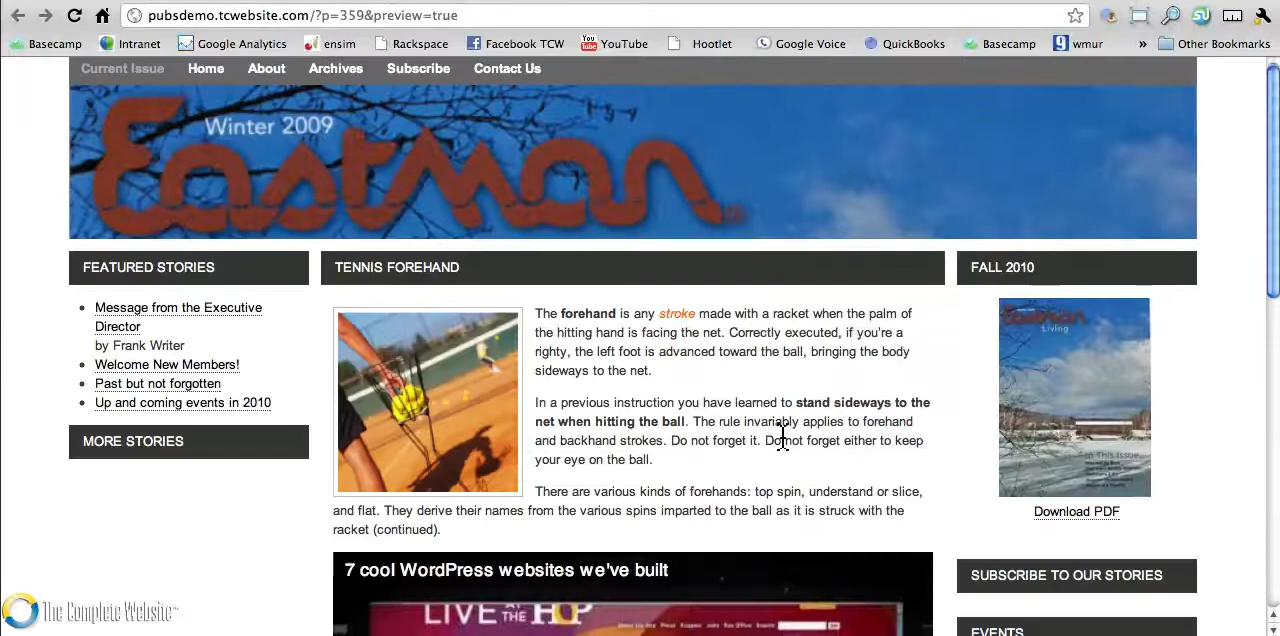 pubsdemo.tcwebsite.com/?p=359&preview=true
Basecamp Intranet Google Analytics ensim Rackspace Facebook TCW You Tube YouTube Hootlet Google Voice QuickBooks Basecamp g wmur » Other Bookmarks
Current Issue Home About Archives Subscribe Contact Us
Winter 2009
Eastman
FEATURED STORIES
Message from the Executive
Director
by Frank Writer
Welcome New Members!
Past but not forgotten
Up and coming events in 2010
MORE STORIES
TENNIS FOREHAND
The forehand is any stroke made with a racket when the palm of
the hitting hand is facing the net. Correctly executed, if you're a
righty, the left foot is advanced toward the ball, bringing the body
sideways to the net.
In a previous instruction you have learned to stand sideways to the
net when hitting the ball. The rule invariably applies to forehand
and backhand strokes. Do not forget it. Do not forget either to keep
your eye on the ball.
There are various kinds of forehands: top spin, understand or slice,
and flat. They derive their names from the various spins imparted to the ball as it is struck with the
racket (continued).
7 cool WordPress websites we've built
LIVE AT THE HOP
FALL 2010
Eastman
Living
In This Issue
Download PDF
SUBSCRIBE TO OUR STORIES
EVENTS
The Complete Website